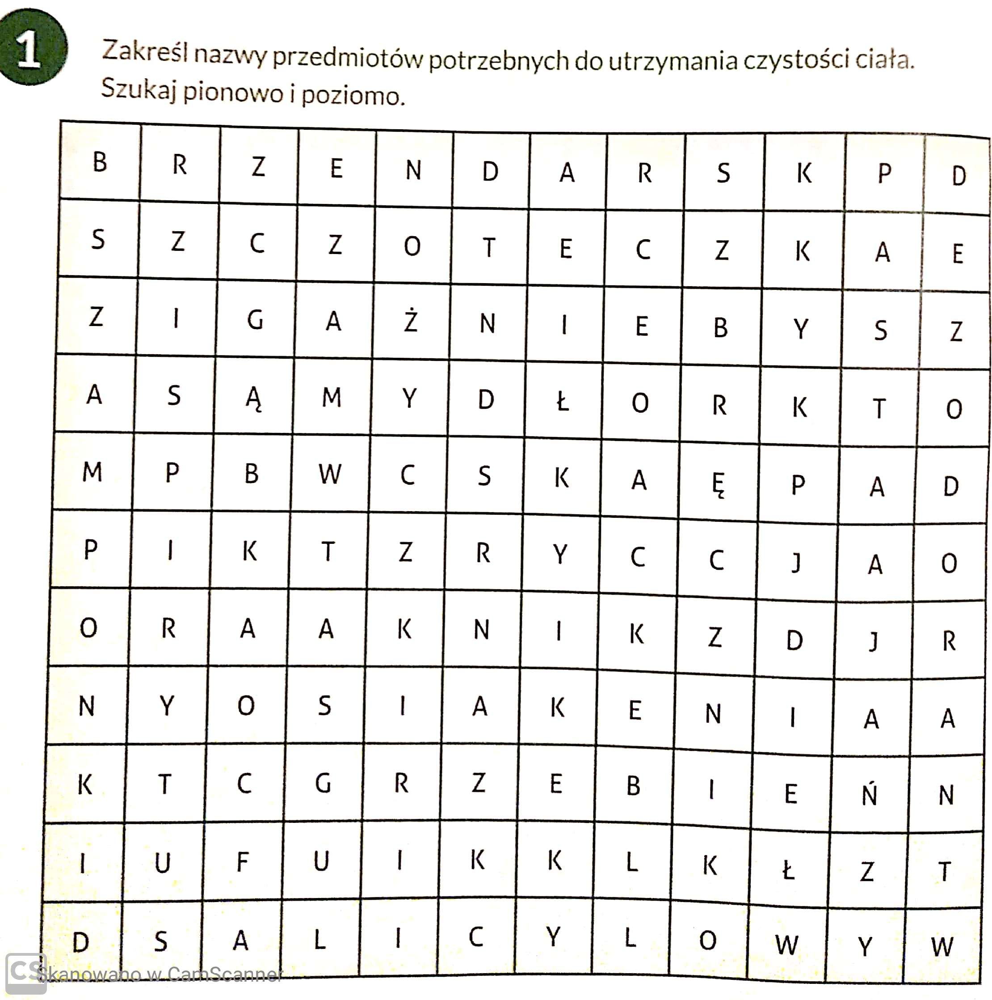 1
Zakreśl nazwy przedmiotów potrzebnych do utrzymania czystości ciała.
Szukaj pionowo i poziomo.
B R Z E N D A R S K P D
S Z C Z O T E C Z K A E
Z I G A Ż N I E B Y S Z
A S Ą M Y D Ł O R K T O
M P B W C S K A Ę P A D
P I K T Z R Y C C J A O
O R A A K N I K Z D J R
N Y O S I A K E N I A A
K T C G R Z E B I E Ń N
I U F U I K K L K Ł Z T
D S A L I C Y L O W Y W
CS Skanowano w CamScanner